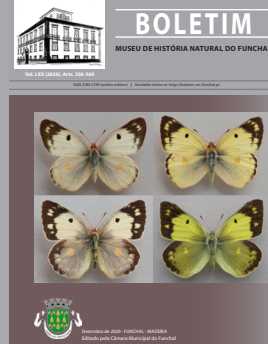 BOLETIM
MUSEU DE HISTÓRIA NATURAL DO FUNCHA
Vol. LXX (2020), Arts. 356-360
Dezembro de 2020 - FUNCHAL - MADEIRA
Editado pela Câmara Municipal do Funchal